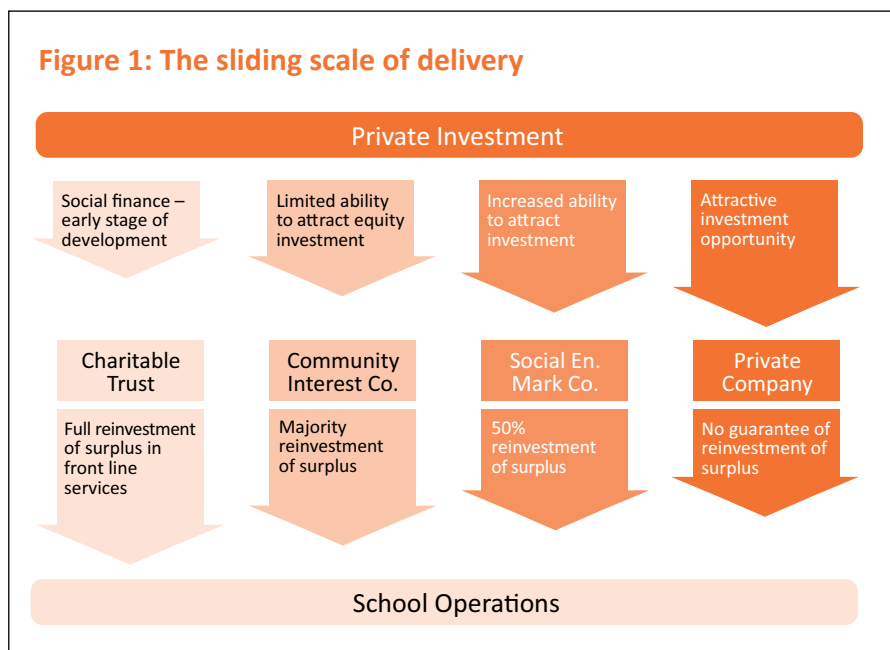 Figure 1: The sliding scale of delivery
Private Investment
Social finance –
early stage of
development
Limited ability
to attract equity
investment
Increased ability
to attract
investment
Attractive
investment
opportunity
Charitable
Trust
Community
Interest Co.
Social En.
Mark Co.
Private
Company
Full reinvestment
of surplus in
front line
services
Majority
reinvestment
of surplus
50%
reinvestment
of surplus
No guarantee of
reinvestment of
surplus
School Operations